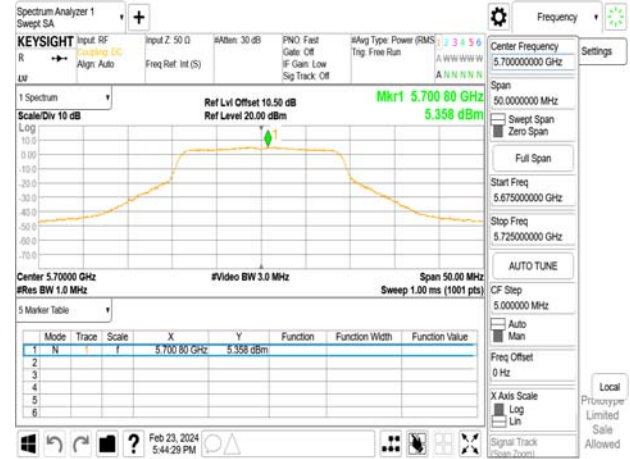 Spectrum Analyzer 1
Swept SA
+
Frequency
KEYSIGHT Input: RF Input Z: 50 Ω #Atten: 30 dB PNO: Fast #Avg Type: Power (RMS 1 2 3 4 5 6
R Coupling: DC Gate: Off Trig: Free Run A W W W W W
Align: Auto Freq Ref: Int (S) IF Gain: Low
Sig Track: Off A N N N N N
1 Spectrum
Scale/Div 10 dB
Ref Lvl Offset 10.50 dB
Ref Level 20.00 dBm
Mkr1 5.700 80 GHz
5.358 dBm
Log
10.0
0.00
-10.0
-20.0
-30.0
-40.0
-50.0
-60.0
-70.0
1
Center 5.70000 GHz #Video BW 3.0 MHz Span 50.00 MHz
#Res BW 1.0 MHz Sweep 1.00 ms (1001 pts)
5 Marker Table
Mode Trace Scale X Y Function Function Width Function Value
1 N 1 f 5.700 80 GHz 5.358 dBm
2
3
4
5
6
Feb 23, 2024
5:44:29 PM
?
Center Frequency
5.700000000 GHz
Settings
Span
50.0000000 MHz
Swept Span
Zero Span
Full Span
Start Freq
5.675000000 GHz
Stop Freq
5.725000000 GHz
AUTO TUNE
CF Step
5.000000 MHz
Auto
Man
Freq Offset
0 Hz
X Axis Scale
Log
Lin
Signal Track
(Span Zoom)
Local
Prototype
Limited
Sale
Allowed